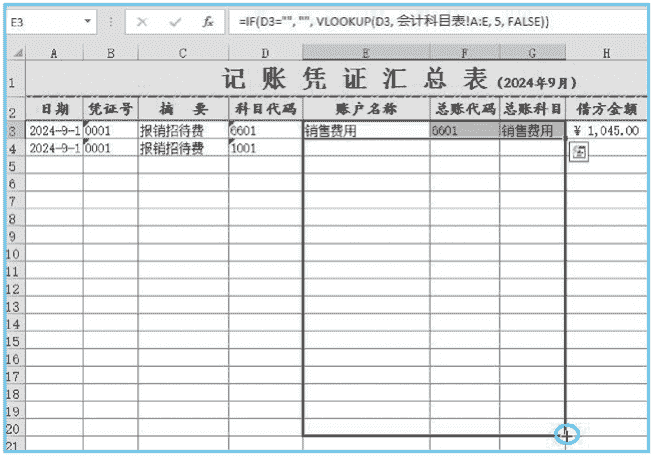 E3 fx =IF(D3="", "", VLOOKUP(D3, 会计科目表!A:E, 5, FALSE))
A B C D E F G H
1 记账凭证汇总表(2024年9月)
2 日期 凭证号 摘 要 科目代码 账户名称 总账代码 总账科目 借方金额
3 2024-9-1 0001 报销招待费 6601 销售费用 6601 销售费用 ¥ 1,045.00
4 2024-9-1 0001 报销招待费 1001
5
6
7
8
9
10
11
12
13
14
15
16
17
18
19
20
21